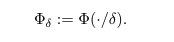 Φ_δ := Φ(·/δ).